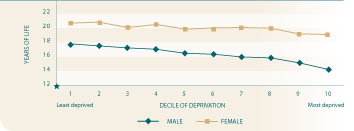 22
20
18
16
14
12
YEARS OF LIFE
1 2 3 4 5 6 7 8 9 10
Least deprived DECILE OF DEPRIVATION Most deprived
MALE FEMALE